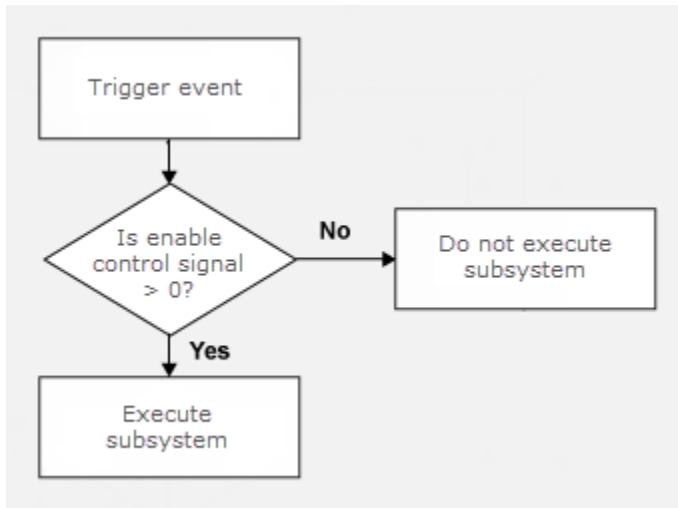 Trigger event
Is enable
control signal
> 0?
No
Do not execute
subsystem
Yes
Execute
subsystem